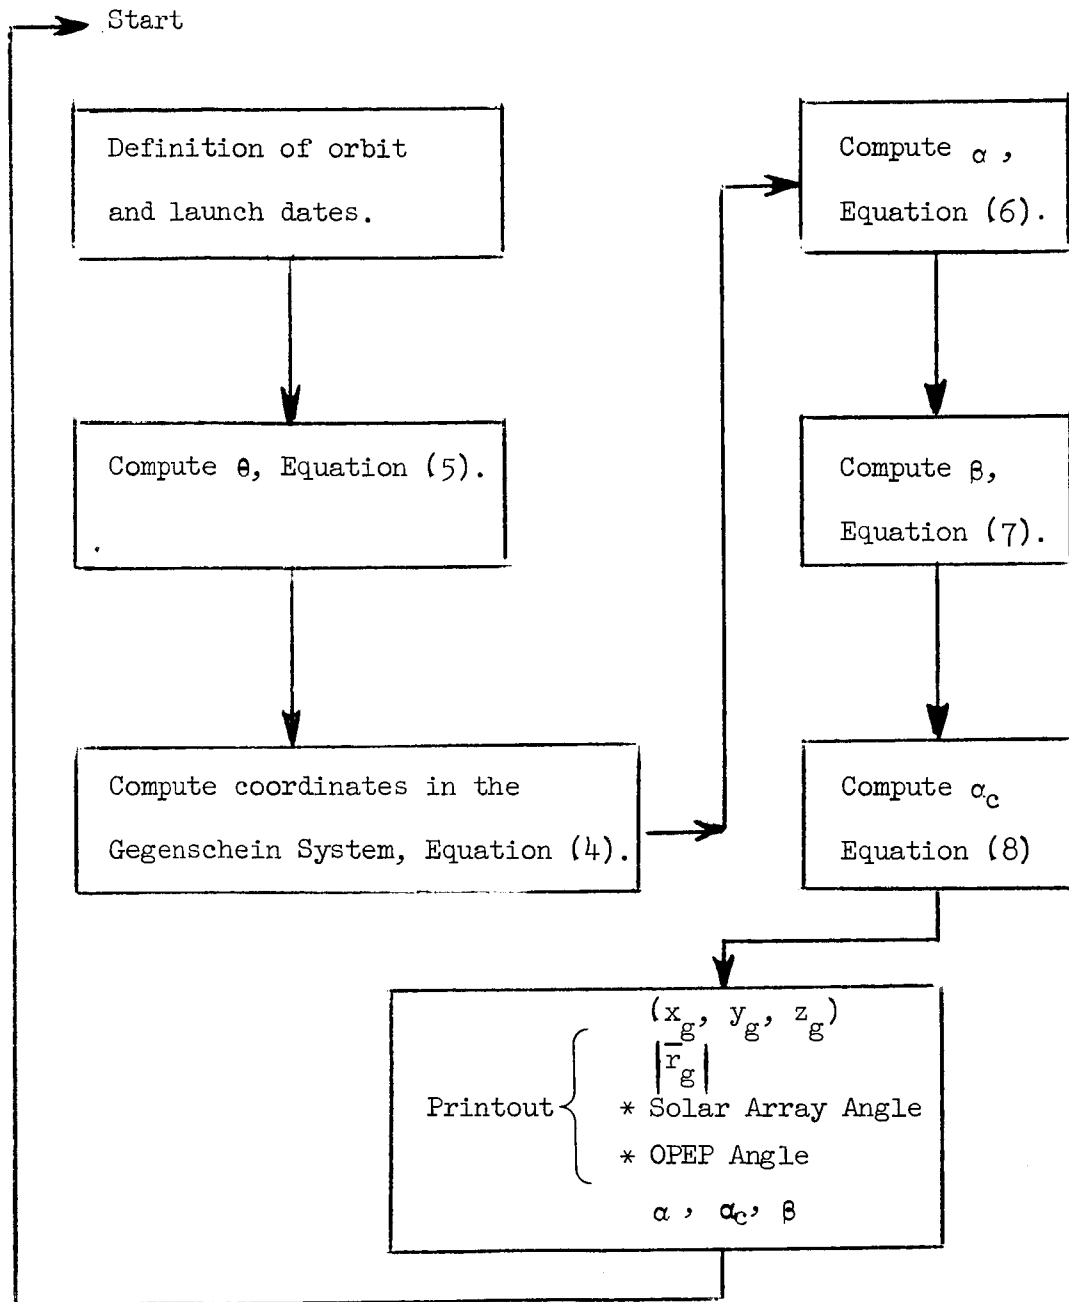 Start
Definition of orbit
and launch dates.
Compute θ, Equation (5).
Compute coordinates in the
Gegenschein System, Equation (4).
Compute α ,
Equation (6).
Compute β,
Equation (7).
Compute α_c
Equation (8)
Printout
(x_g, y_g, z_g)
|r̅_g|
* Solar Array Angle
* OPEP Angle
α , α_c, β